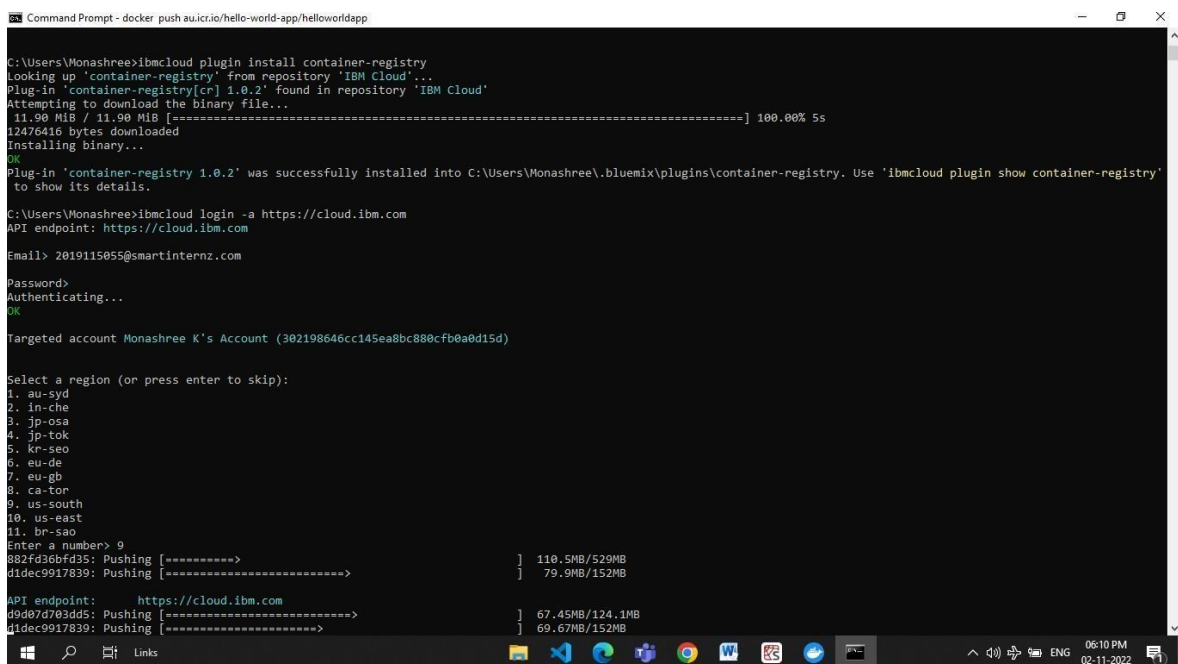 Command Prompt - docker push au.icr.io/hello-world-app/helloworldapp
C:\Users\Monashree>ibmcloud plugin install container-registry
Looking up 'container-registry' from repository 'IBM Cloud'...
Plug-in 'container-registry[cr] 1.0.2' found in repository 'IBM Cloud'
Attempting to download the binary file...
11.90 MiB / 11.90 MiB [=====================================================================================] 100.00% 5s
12476416 bytes downloaded
Installing binary...
OK
Plug-in 'container-registry 1.0.2' was successfully installed into C:\Users\Monashree\.bluemix\plugins\container-registry. Use 'ibmcloud plugin show container-registry'
to show its details.
C:\Users\Monashree>ibmcloud login -a https://cloud.ibm.com
API endpoint: https://cloud.ibm.com
Email> 2019115055@smartinternz.com
Password>
Authenticating...
OK
Targeted account Monashree K's Account (302198646cc145ea8bc880cfb0a0d15d)
Select a region (or press enter to skip):
1. au-syd
2. in-che
3. jp-osa
4. jp-tok
5. kr-seo
6. eu-de
7. eu-gb
8. ca-tor
9. us-south
10. us-east
11. br-sao
Enter a number> 9
882fd36bfd35: Pushing [==========>                                        ] 110.5MB/529MB
d1dec9917839: Pushing [==========================>                        ] 79.9MB/152MB
API endpoint: https://cloud.ibm.com
d9d07d703dd5: Pushing [===========================>                       ] 67.45MB/124.1MB
d1dec9917839: Pushing [======================>                            ] 69.67MB/152MB
Links
ENG
06:10 PM
02-11-2022